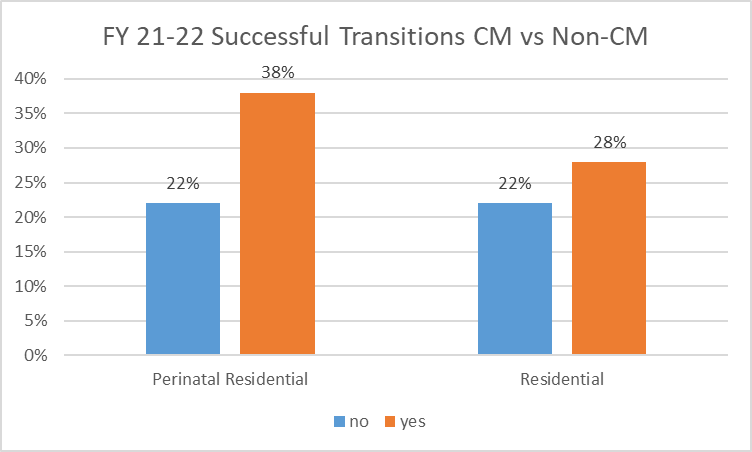 FY 21-22 Successful Transitions CM vs Non-CM
40%
35%
30%
25%
20%
15%
10%
5%
0%
22%
38%
22%
28%
Perinatal Residential
Residential
no
yes